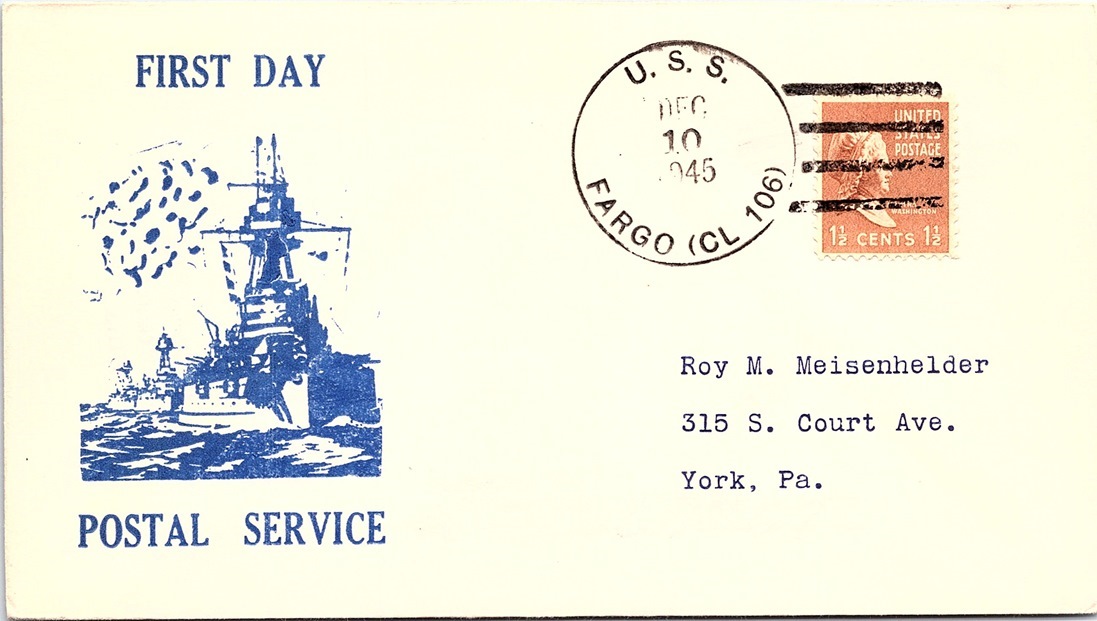 FIRST DAY
POSTAL SERVICE
U. S. S.
DEC
10
1945
FARGO (CL 106)
UNITED
STATES
POSTAGE
WASHINGTON
1½ CENTS 1½
Roy M. Meisenhelder
315 S. Court Ave.
York, Pa.